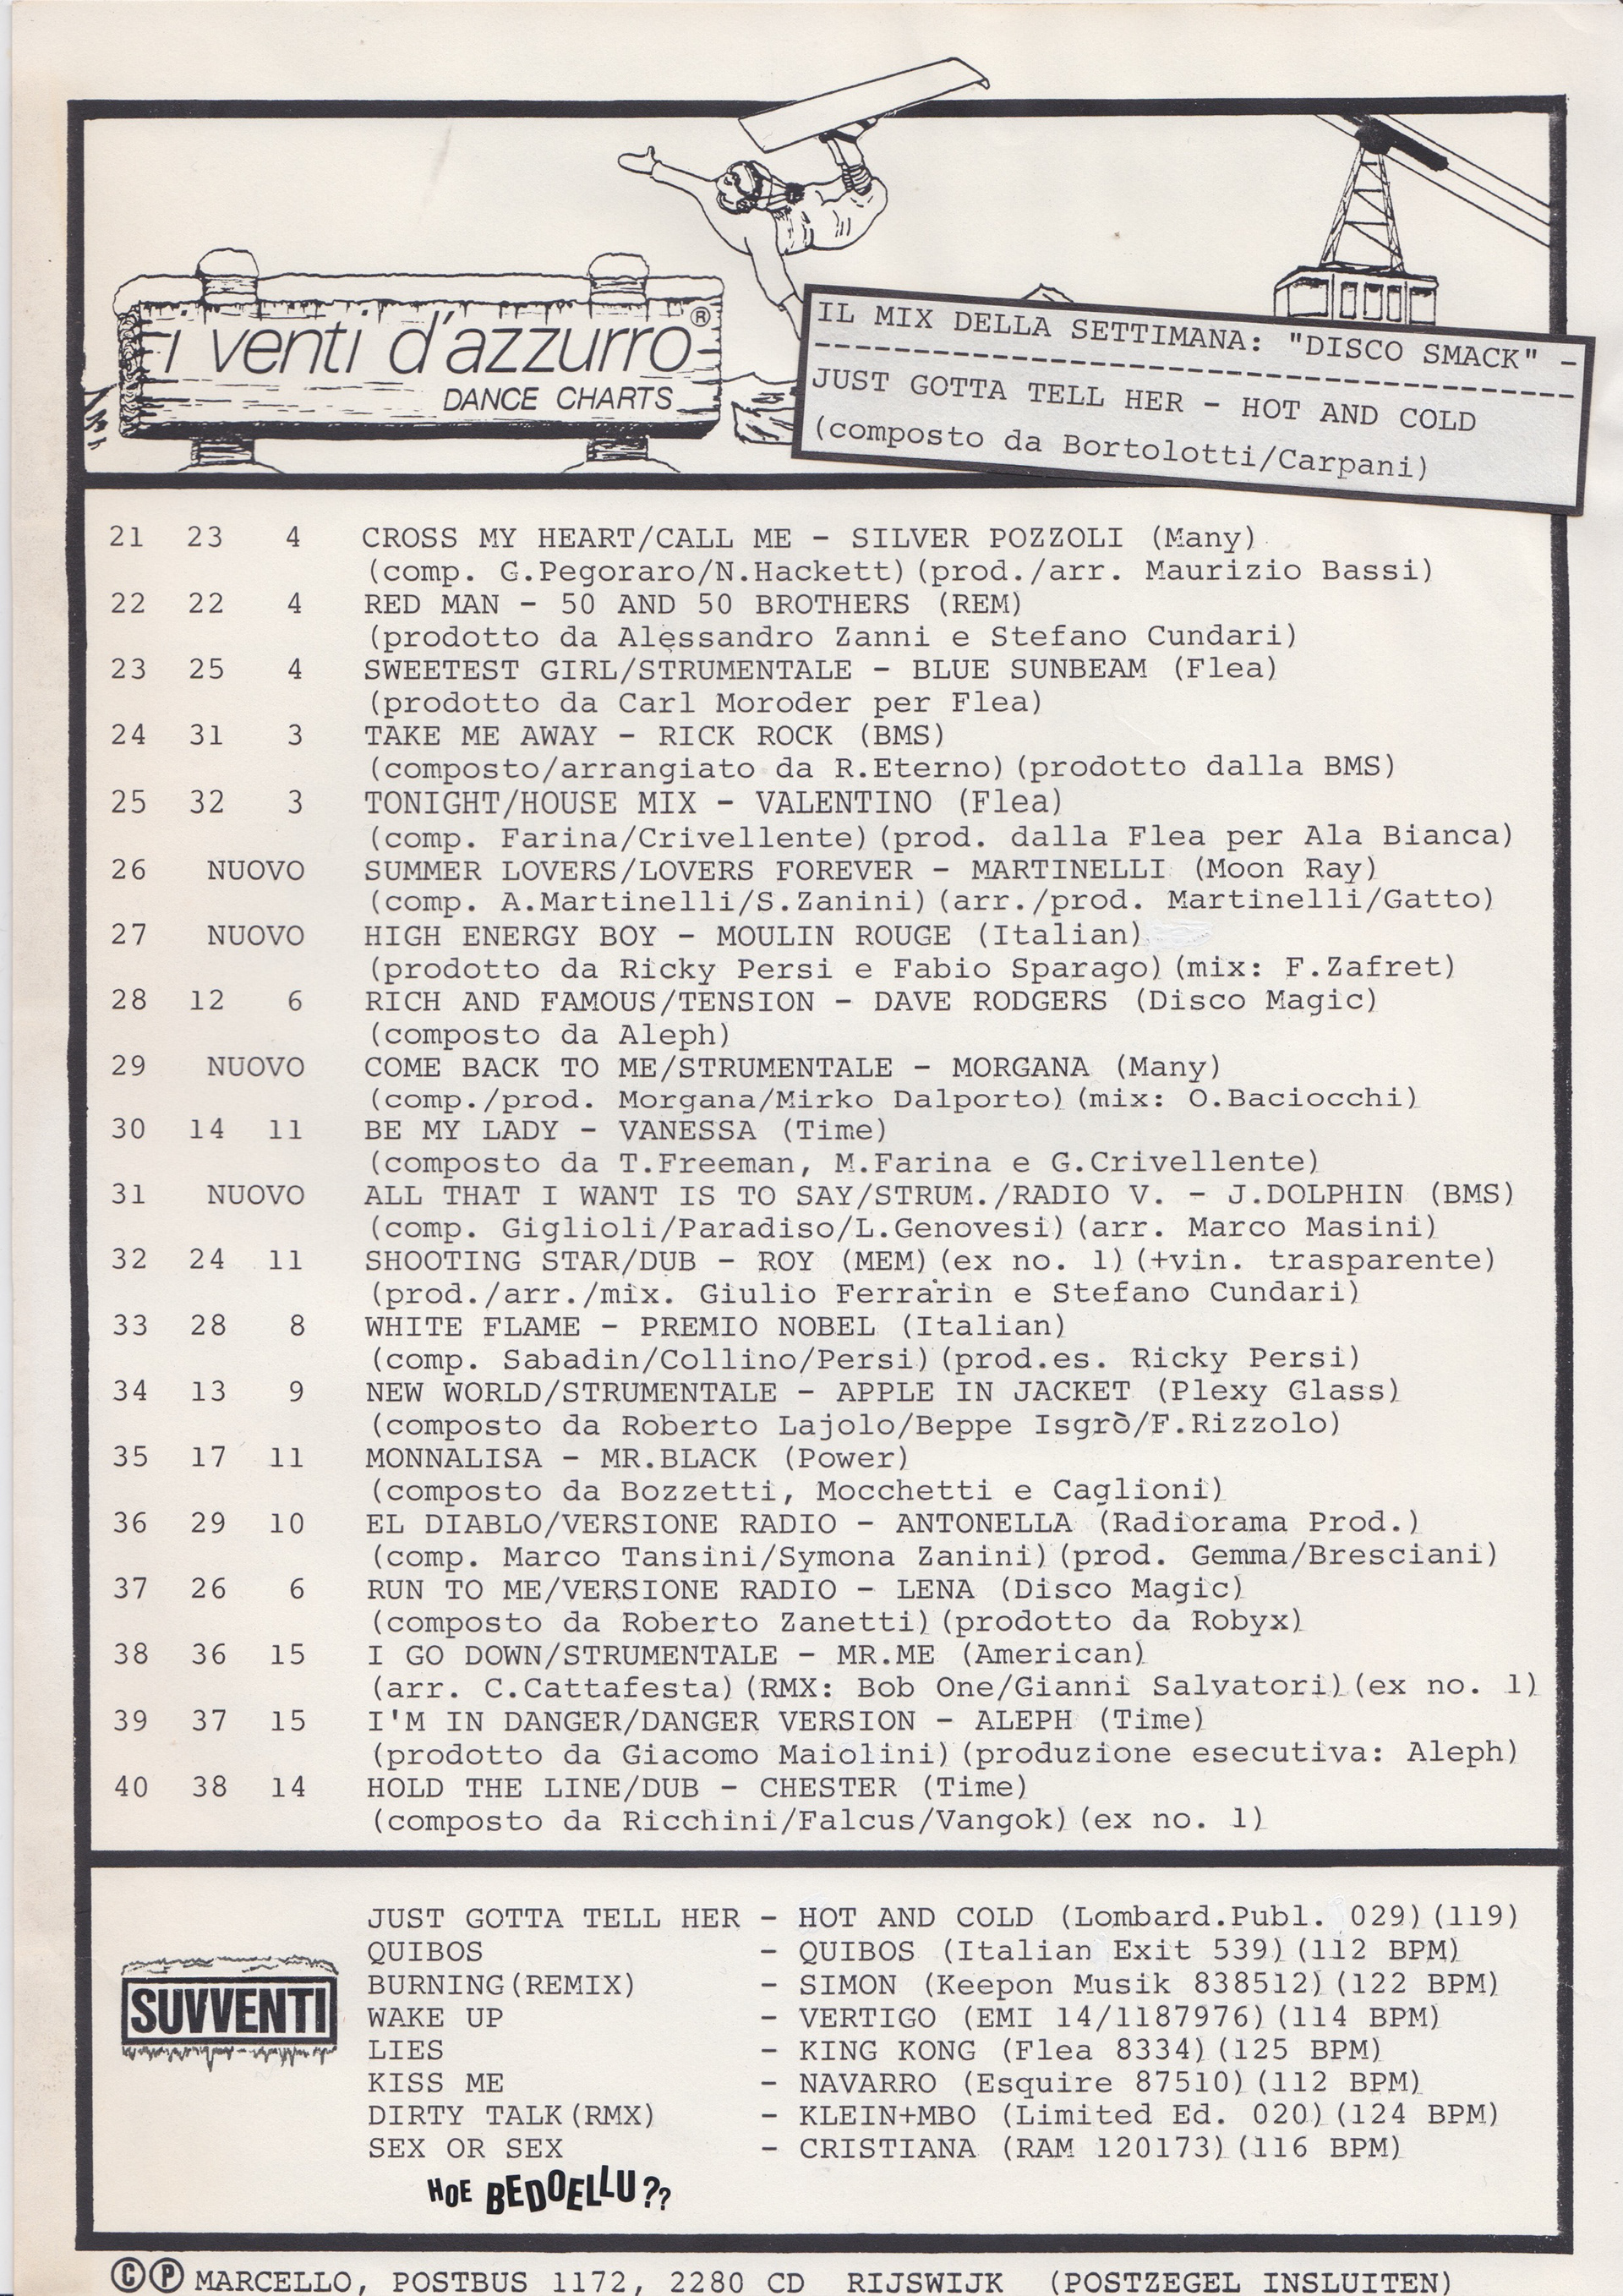 i venti d'azzurro®
DANCE CHARTS
IL MIX DELLA SETTIMANA: "DISCO SMACK" -
JUST GOTTA TELL HER - HOT AND COLD
(composto da Bortolotti/Carpani)
21 23 4 CROSS MY HEART/CALL ME - SILVER POZZOLI (Many)
(comp. G.Pegoraro/N.Hackett)(prod./arr. Maurizio Bassi)
22 22 4 RED MAN - 50 AND 50 BROTHERS (REM)
(prodotto da Alessandro Zanni e Stefano Cundari)
23 25 4 SWEETEST GIRL/STRUMENTALE - BLUE SUNBEAM (Flea)
(prodotto da Carl Moroder per Flea)
24 31 3 TAKE ME AWAY - RICK ROCK (BMS)
(composto/arrangiato da R.Eterno)(prodotto dalla BMS)
25 32 3 TONIGHT/HOUSE MIX - VALENTINO (Flea)
(comp. Farina/Crivellente)(prod. dalla Flea per Ala Bianca)
26 NUOVO SUMMER LOVERS/LOVERS FOREVER - MARTINELLI (Moon Ray)
(comp. A.Martinelli/S.Zanini)(arr./prod. Martinelli/Gatto)
27 NUOVO HIGH ENERGY BOY - MOULIN ROUGE (Italian)
(prodotto da Ricky Persi e Fabio Sparago)(mix: F.Zafret)
28 12 6 RICH AND FAMOUS/TENSION - DAVE RODGERS (Disco Magic)
(composto da Aleph)
29 NUOVO COME BACK TO ME/STRUMENTALE - MORGANA (Many)
(comp./prod. Morgana/Mirko Dalporto)(mix: O.Baciocchi)
30 14 11 BE MY LADY - VANESSA (Time)
(composto da T.Freeman, M.Farina e G.Crivellente)
31 NUOVO ALL THAT I WANT IS TO SAY/STRUM./RADIO V. - J.DOLPHIN (BMS)
(comp. Giglioli/Paradiso/L.Genovesi)(arr. Marco Masini)
32 24 11 SHOOTING STAR/DUB - ROY (MEM)(ex no. 1)(+vin. trasparente)
(prod./arr./mix. Giulio Ferrarin e Stefano Cundari)
33 28 8 WHITE FLAME - PREMIO NOBEL (Italian)
(comp. Sabadin/Collino/Persi)(prod.es. Ricky Persi)
34 13 9 NEW WORLD/STRUMENTALE - APPLE IN JACKET (Plexy Glass)
(composto da Roberto Lajolo/Beppe Isgrò/F.Rizzolo)
35 17 11 MONNALISA - MR.BLACK (Power)
(composto da Bozzetti, Mocchetti e Caglioni)
36 29 10 EL DIABLO/VERSIONE RADIO - ANTONELLA (Radiorama Prod.)
(comp. Marco Tansini/Symona Zanini)(prod. Gemma/Bresciani)
37 26 6 RUN TO ME/VERSIONE RADIO - LENA (Disco Magic)
(composto da Roberto Zanetti)(prodotto da Robyx)
38 36 15 I GO DOWN/STRUMENTALE - MR.ME (American)
(arr. C.Cattafesta)(RMX: Bob One/Gianni Salvatori)(ex no. 1)
39 37 15 I'M IN DANGER/DANGER VERSION - ALEPH (Time)
(prodotto da Giacomo Maiolini)(produzione esecutiva: Aleph)
40 38 14 HOLD THE LINE/DUB - CHESTER (Time)
(composto da Ricchini/Falcus/Vangok)(ex no. 1)
SUVVENTI
JUST GOTTA TELL HER - HOT AND COLD (Lombard.Publ. 029)(119)
QUIBOS - QUIBOS (Italian Exit 539)(112 BPM)
BURNING(REMIX) - SIMON (Keepon Musik 838512)(122 BPM)
WAKE UP - VERTIGO (EMI 14/1187976)(114 BPM)
LIES - KING KONG (Flea 8334)(125 BPM)
KISS ME - NAVARRO (Esquire 87510)(112 BPM)
DIRTY TALK(RMX) - KLEIN+MBO (Limited Ed. 020)(124 BPM)
SEX OR SEX - CRISTIANA (RAM 120173)(116 BPM)
HOE BEDOELLU??
©℗ MARCELLO, POSTBUS 1172, 2280 CD RIJSWIJK (POSTZEGEL INSLUITEN)